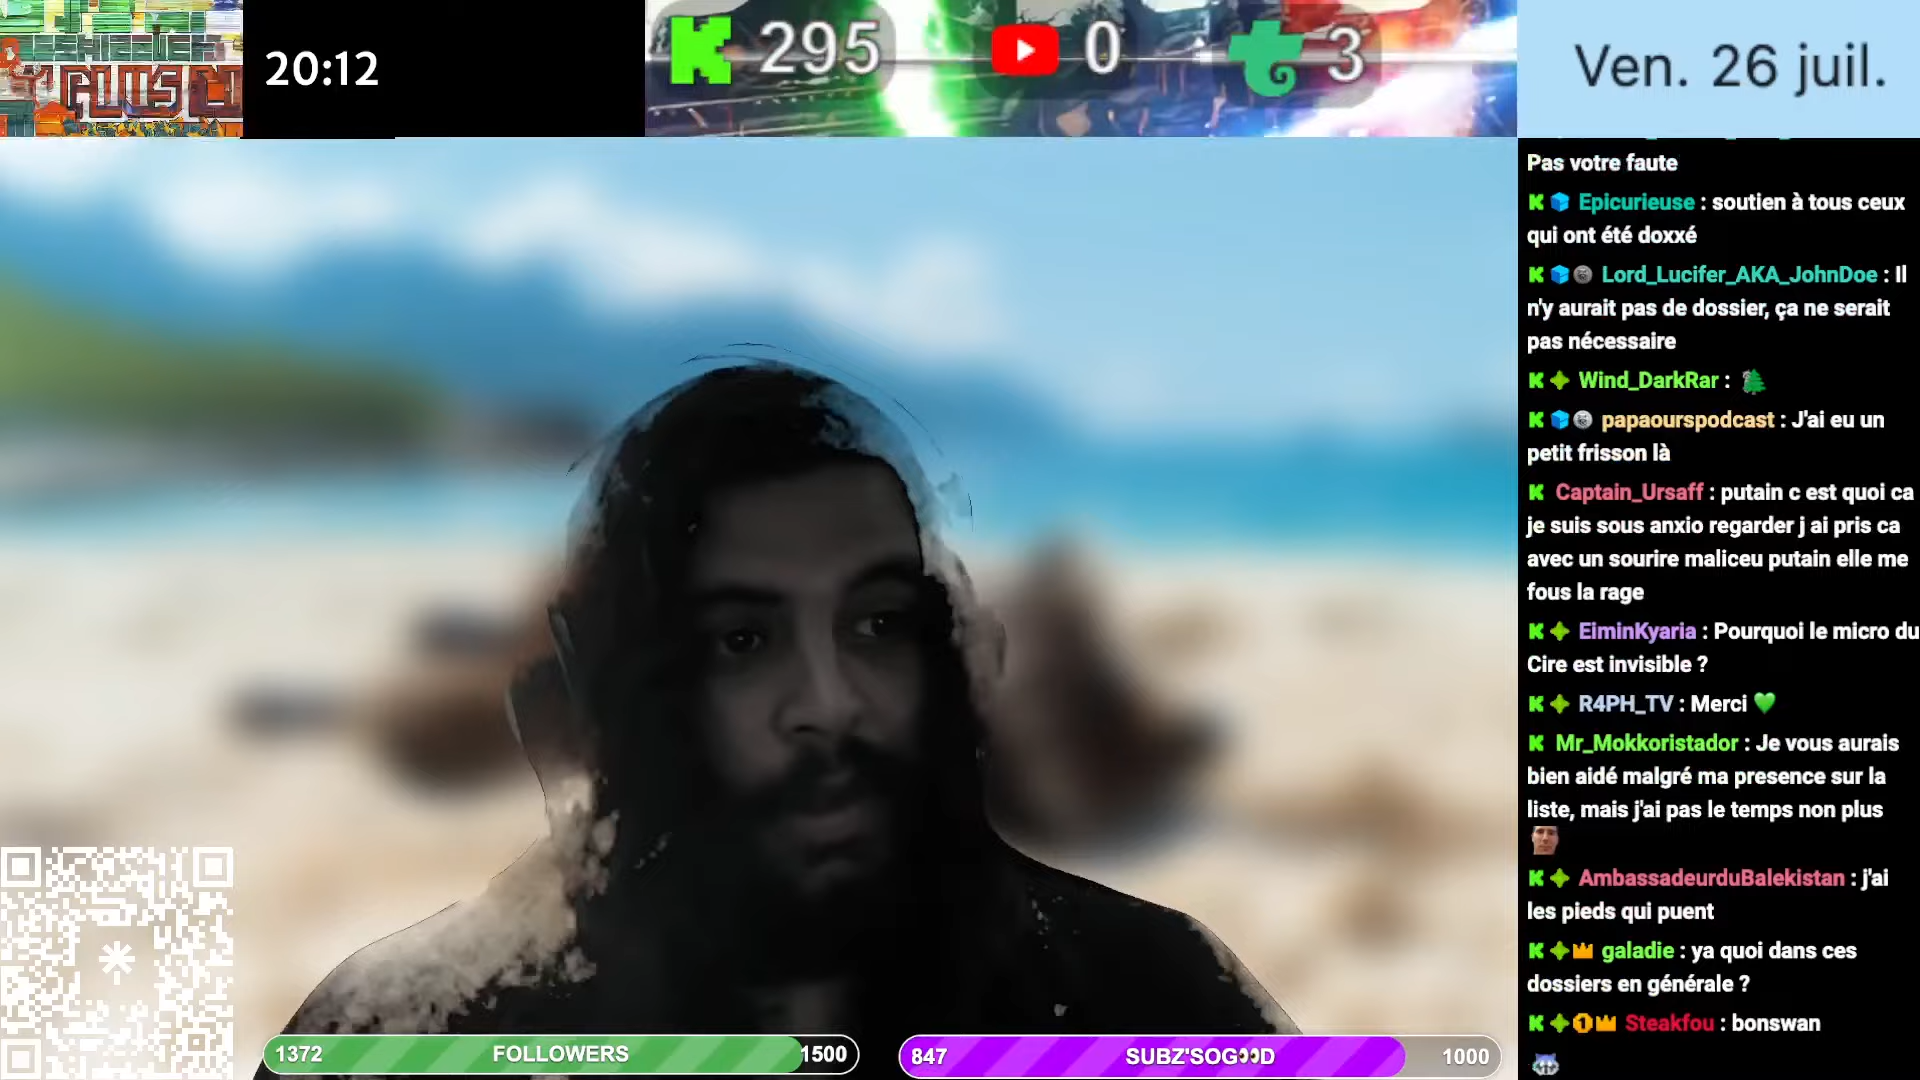 20:12
295
0
3
Ven. 26 juil.
Pas votre faute
Epicurieuse : soutien à tous ceux
qui ont été doxxé
Lord_Lucifer_AKA_JohnDoe : Il
n'y aurait pas de dossier, ça ne serait
pas nécessaire
Wind_DarkRar :
papaourspodcast : J'ai eu un
petit frisson là
Captain_Ursaff : putain c est quoi ca
je suis sous anxio regarder j ai pris ca
avec un sourire maliceu putain elle me
fous la rage
EiminKyaria : Pourquoi le micro du
Cire est invisible ?
R4PH_TV : Merci 💚
Mr_Mokkoristador : Je vous aurais
bien aidé malgré ma presence sur la
liste, mais j'ai pas le temps non plus
AmbassadeurduBalekistan : j'ai
les pieds qui puent
galadie : ya quoi dans ces
dossiers en générale ?
Steakfou : bonswan
1372 FOLLOWERS 1500
847 SUBZ'SOG👀D 1000